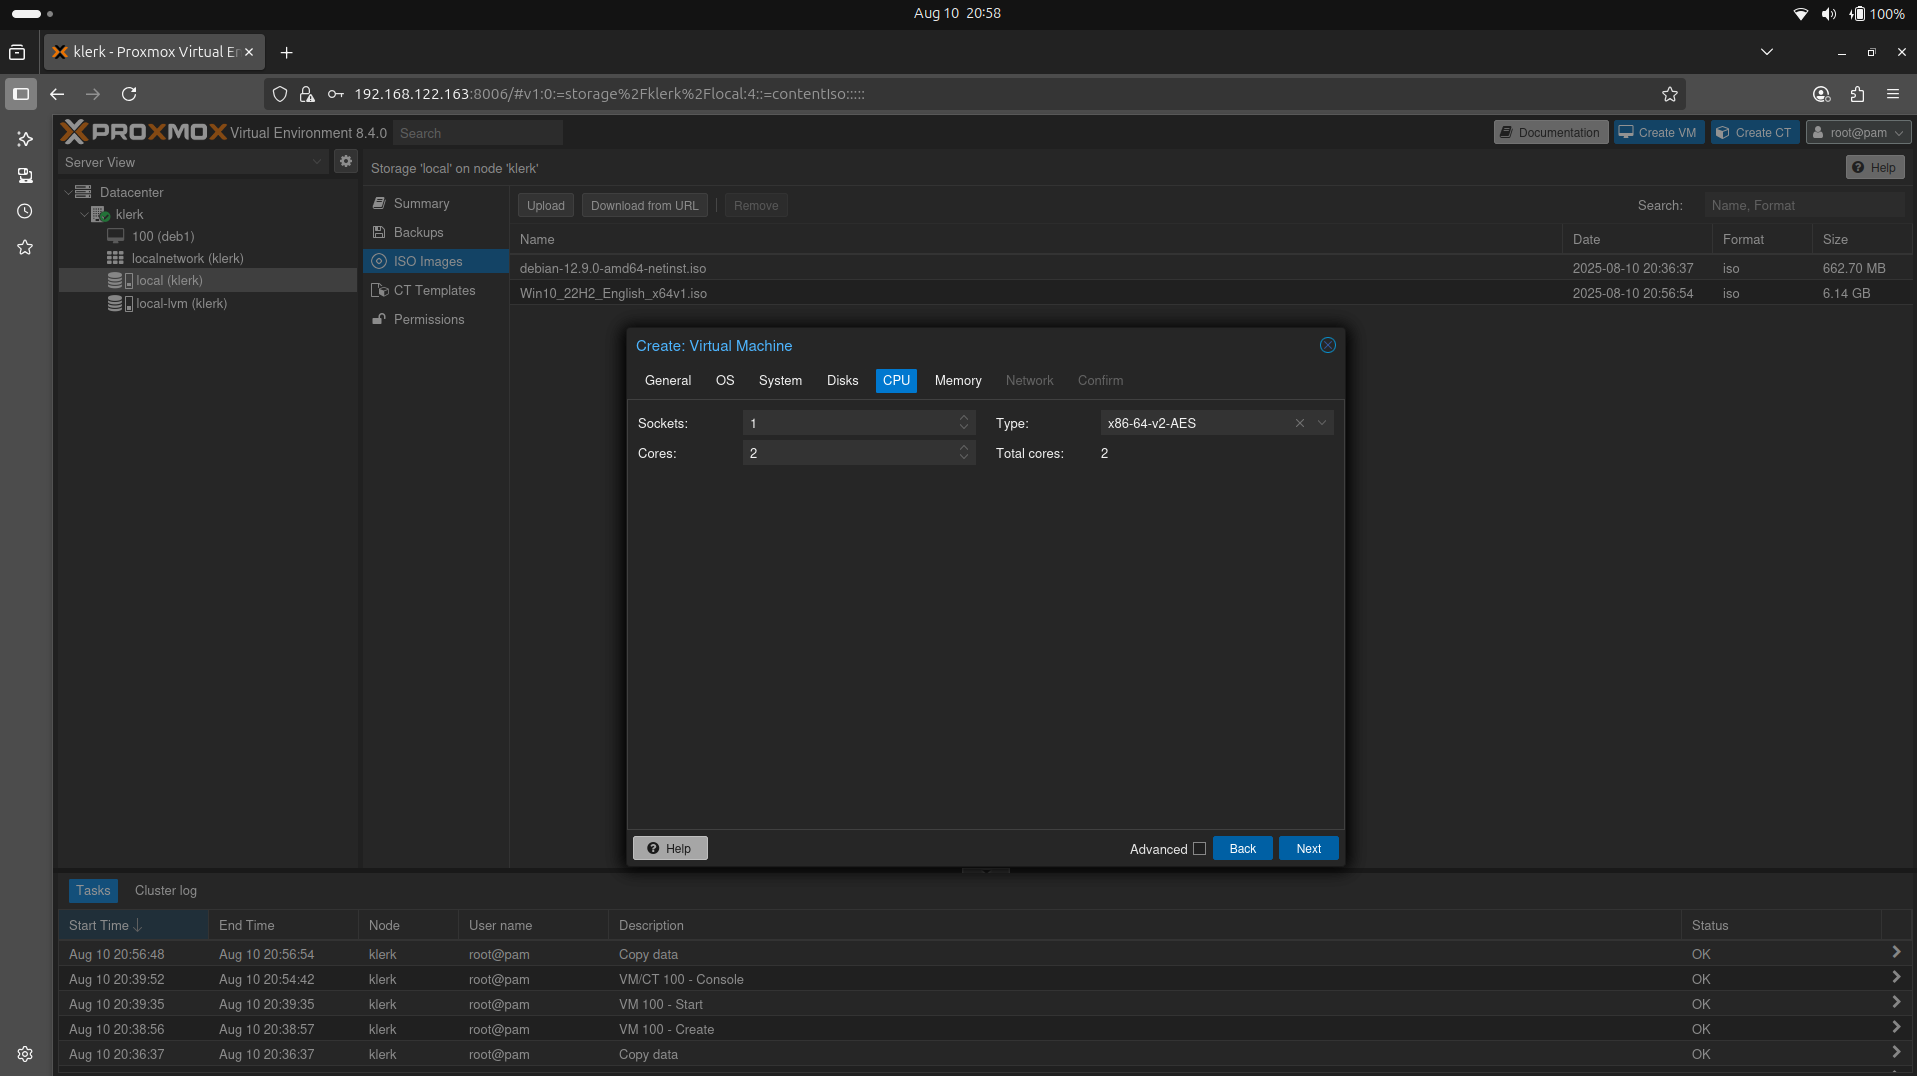 Aug 10 20:58
100%
klerk - Proxmox Virtual En
192.168.122.163:8006/#v1:0:=storage%2Fklerk%2Flocal:4::=contentIso:::::
PROXMOX Virtual Environment 8.4.0 Search
Documentation Create VM Create CT root@pam
Server View
Storage 'local' on node 'klerk'
Help
Datacenter
klerk
100 (deb1)
localnetwork (klerk)
local (klerk)
local-lvm (klerk)
Summary
Backups
ISO Images
CT Templates
Permissions
Upload Download from URL Remove Search: Name, Format
Name Date Format Size
debian-12.9.0-amd64-netinst.iso 2025-08-10 20:36:37 iso 662.70 MB
Win10_22H2_English_x64v1.iso 2025-08-10 20:56:54 iso 6.14 GB
Create: Virtual Machine
General OS System Disks CPU Memory Network Confirm
Sockets: 1 Type: x86-64-v2-AES
Cores: 2 Total cores: 2
Help Advanced Back Next
Tasks Cluster log
Start Time End Time Node User name Description Status
Aug 10 20:56:48 Aug 10 20:56:54 klerk root@pam Copy data OK
Aug 10 20:39:52 Aug 10 20:54:42 klerk root@pam VM/CT 100 - Console OK
Aug 10 20:39:35 Aug 10 20:39:35 klerk root@pam VM 100 - Start OK
Aug 10 20:38:56 Aug 10 20:38:57 klerk root@pam VM 100 - Create OK
Aug 10 20:36:37 Aug 10 20:36:37 klerk root@pam Copy data OK